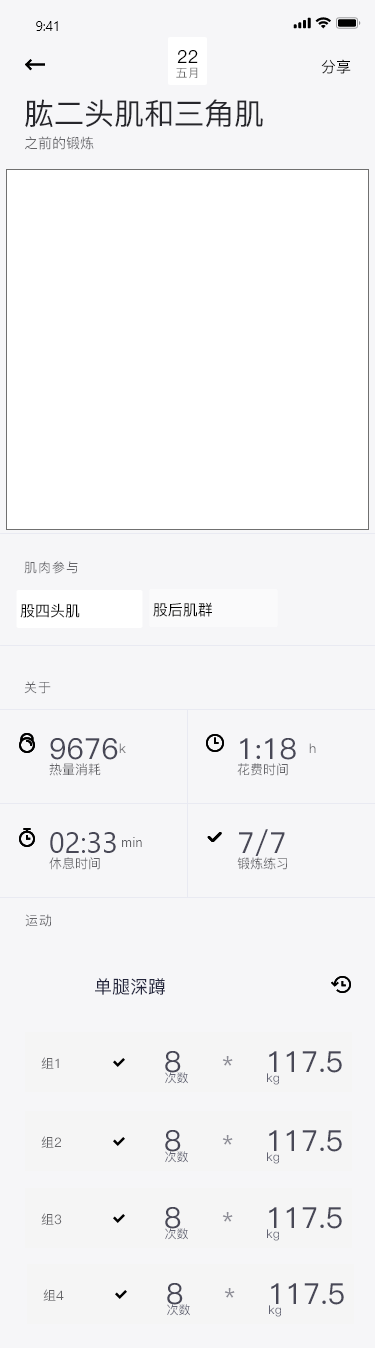 9:41
22
五月
分享
肱二头肌和三角肌
之前的锻炼
肌肉参与
股四头肌 股后肌群
关于
9676k
热量消耗
1:18 h
花费时间
02:33 min
休息时间
7/7
锻炼练习
运动
单腿深蹲
组1 8 * 117.5
次数 kg
组2 8 * 117.5
次数 kg
组3 8 * 117.5
次数 kg
组4 8 * 117.5
次数 kg